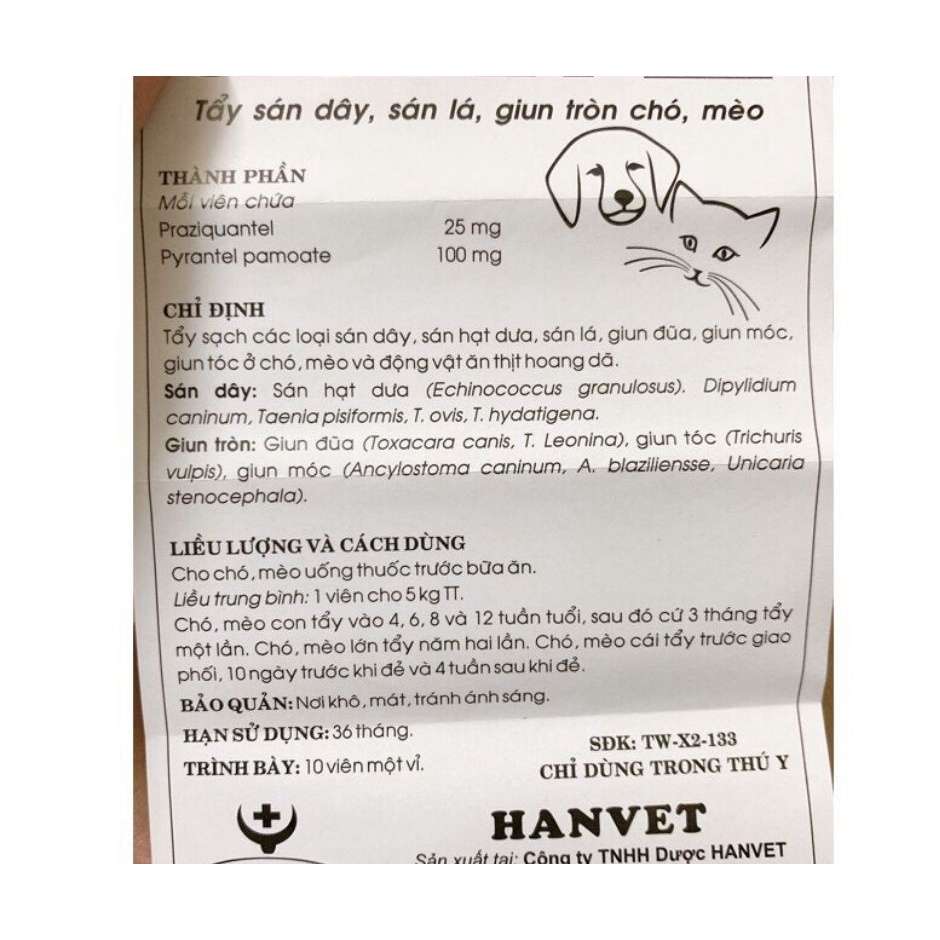 Tẩy sán dây, sán lá, giun tròn chó, mèo
THÀNH PHẦN
Mỗi viên chứa
Praziquantel 25 mg
Pyrantel pamoate 100 mg
CHỈ ĐỊNH
Tẩy sạch các loại sán dây, sán hạt dưa, sán lá, giun đũa, giun móc,
giun tóc ở chó, mèo và động vật ăn thịt hoang dã.
Sán dây: Sán hạt dưa (Echinococcus granulosus). Dipylidium
caninum, Taenia pisiformis, T. ovis, T. hydatigena.
Giun tròn: Giun đũa (Toxacara canis, T. Leonina), giun tóc (Trichuris
vulpis), giun móc (Ancylostoma caninum, A. blaziliensse, Unicaria
stenocephala).
LIỀU LƯỢNG VÀ CÁCH DÙNG
Cho chó, mèo uống thuốc trước bữa ăn.
Liều trung bình: 1 viên cho 5 kg TT.
Chó, mèo con tẩy vào 4, 6, 8 và 12 tuần tuổi, sau đó cứ 3 tháng tẩy
một lần. Chó, mèo lớn tẩy năm hai lần. Chó, mèo cái tẩy trước giao
phối, 10 ngày trước khi đẻ và 4 tuần sau khi đẻ.
BẢO QUẢN: Nơi khô, mát, tránh ánh sáng.
HẠN SỬ DỤNG: 36 tháng.
TRÌNH BÀY: 10 viên một vỉ.
SĐK: TW-X2-133
CHỈ DÙNG TRONG THÚ Y
HANVET
Sản xuất tại: Công ty TNHH Dược HANVET